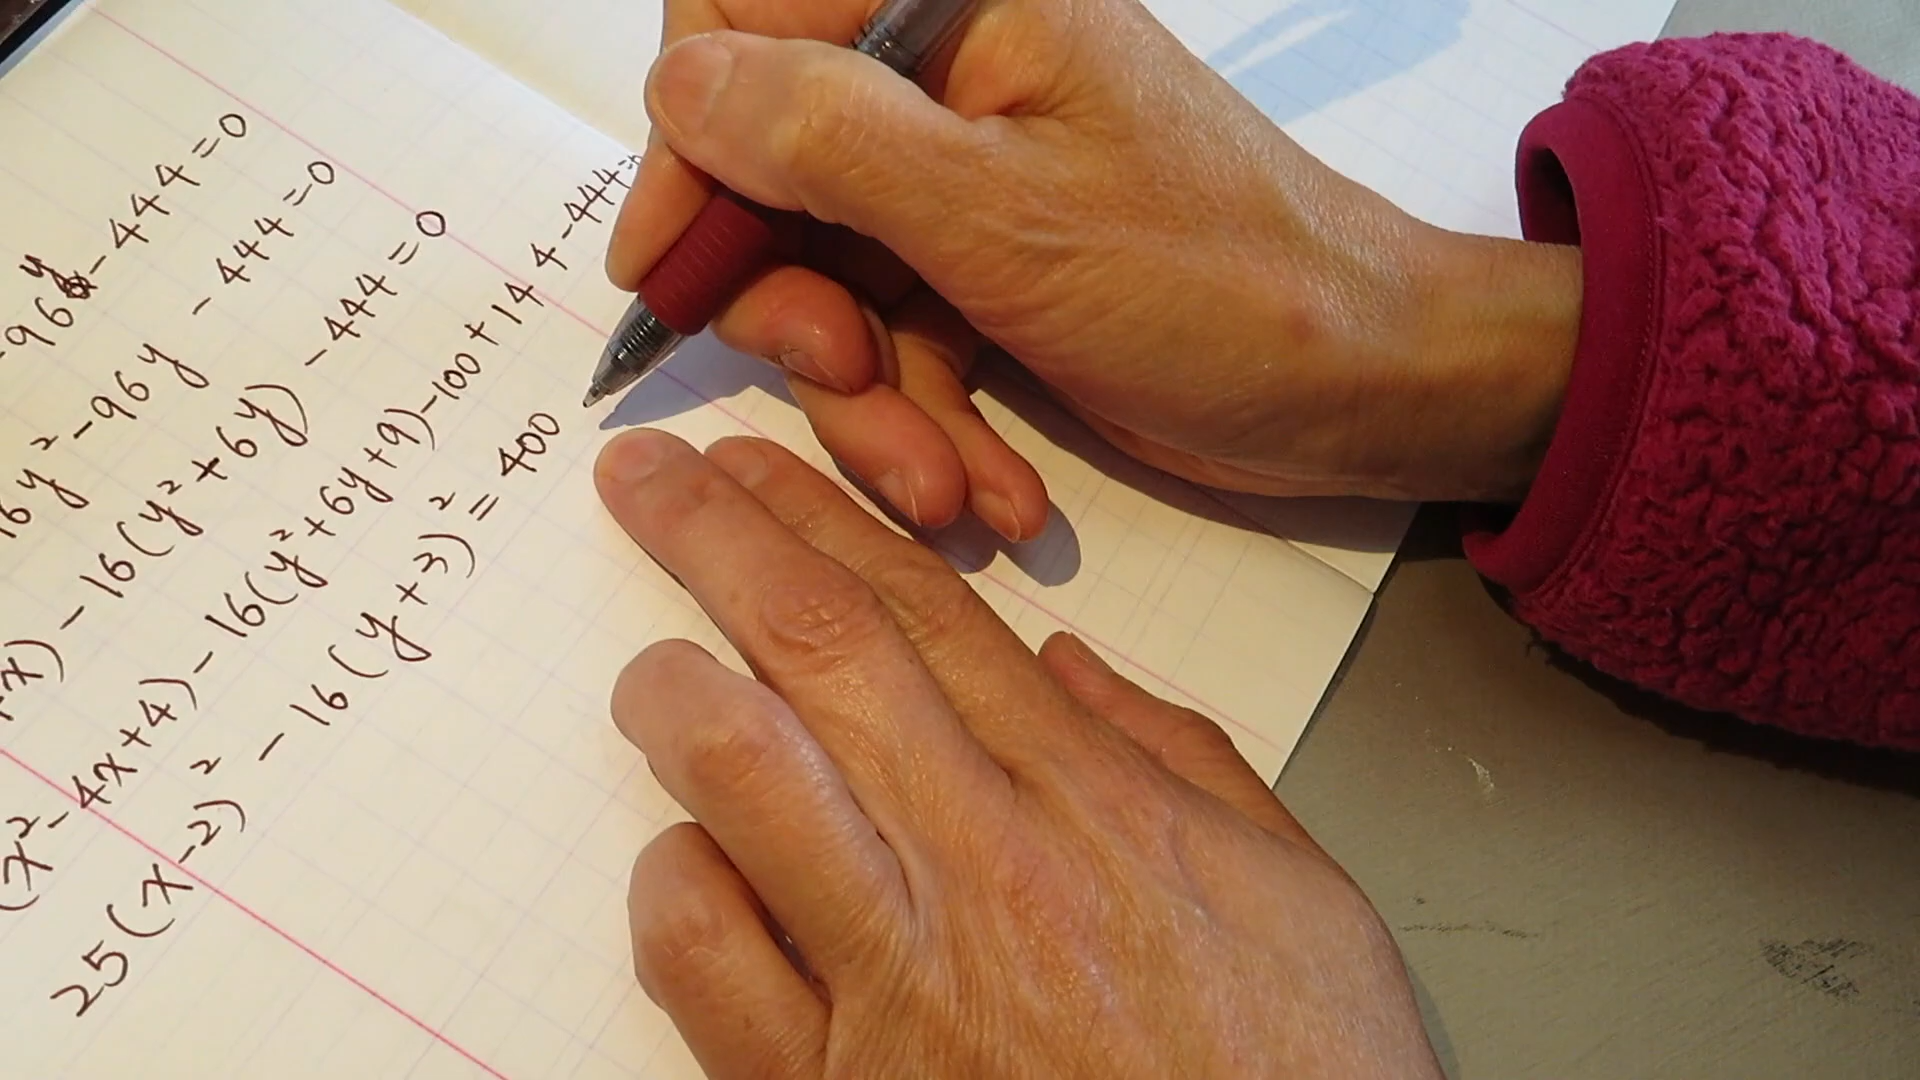 -96y-444=0
16y²-96y -444=0
x)-16(y²+6y)-444=0
(x²-4x+4)-16(y²+6y+9)-100+144-444=
25(x-2)²-16(y+3)²=400